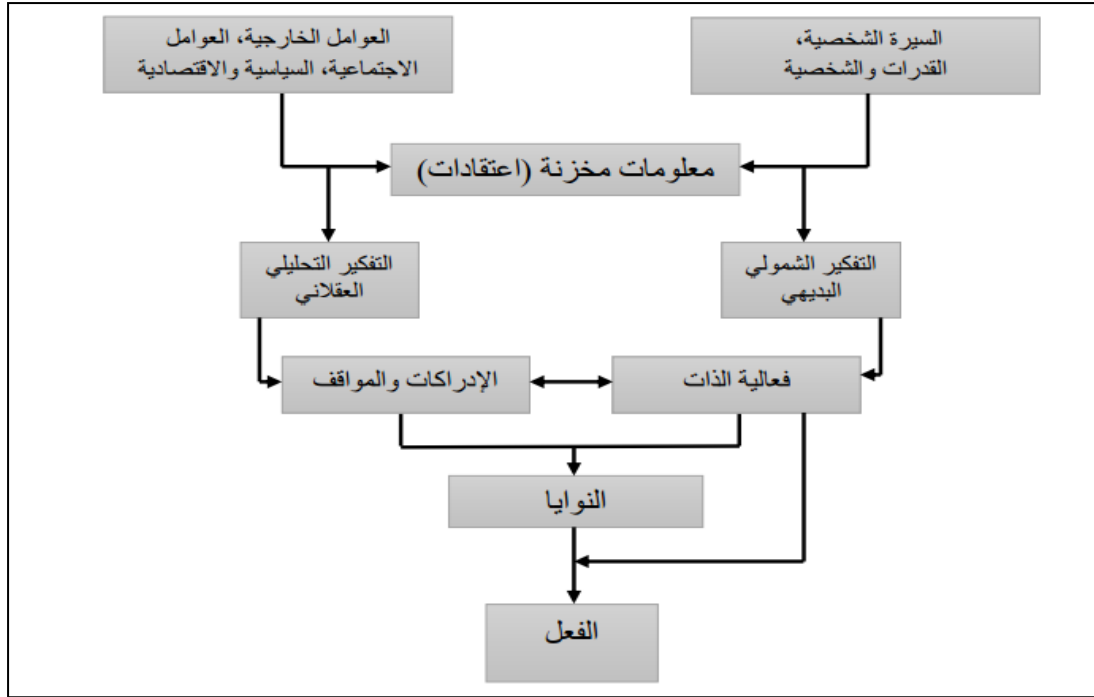 السيرة الشخصية،
القدرات والشخصية
العوامل الخارجية، العوامل
الاجتماعية، السياسية والاقتصادية
معلومات مخزنة (اعتقادات)
التفكير الشمولي
البديهي
التفكير التحليلي
العقلاني
فعالية الذات
الإدراكات والمواقف
النوايا
الفعل